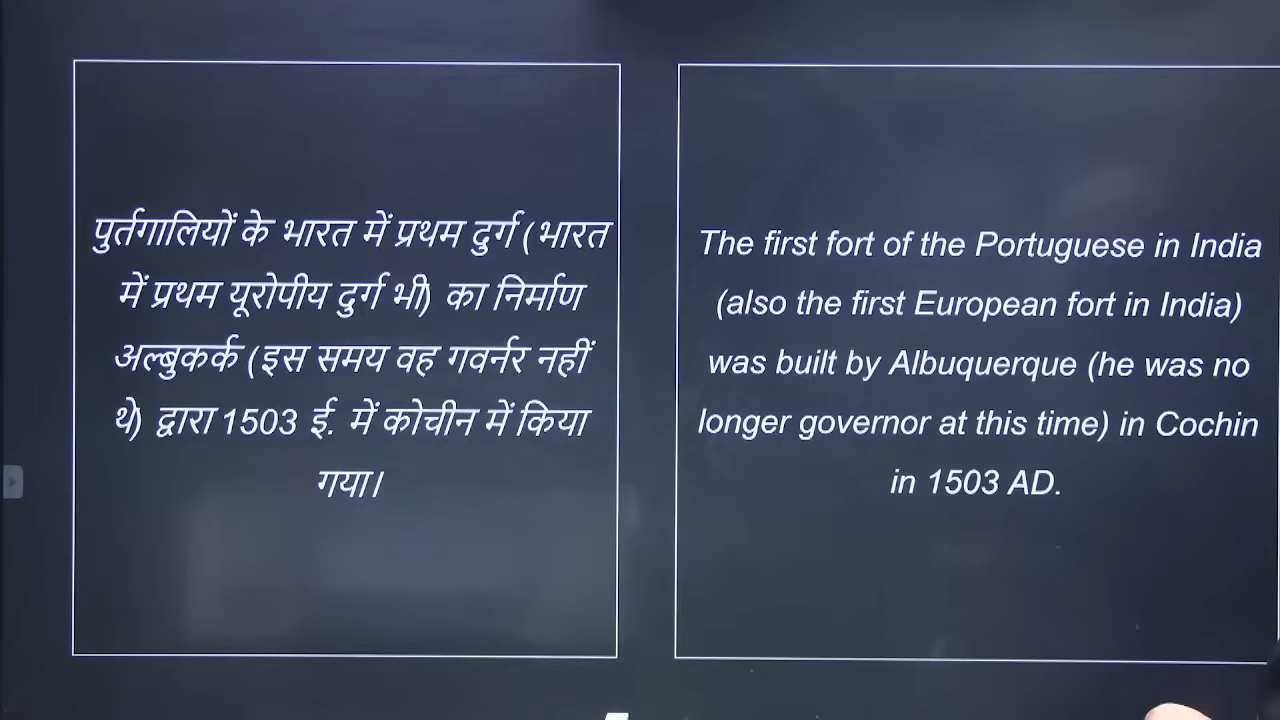 पुर्तगालियों के भारत में प्रथम दुर्ग (भारत
में प्रथम यूरोपीय दुर्ग भी) का निर्माण
अल्बुकर्क (इस समय वह गवर्नर नहीं
थे) द्वारा 1503 ई. में कोचीन में किया
गया।
The first fort of the Portuguese in India
(also the first European fort in India)
was built by Albuquerque (he was no
longer governor at this time) in Cochin
in 1503 AD.